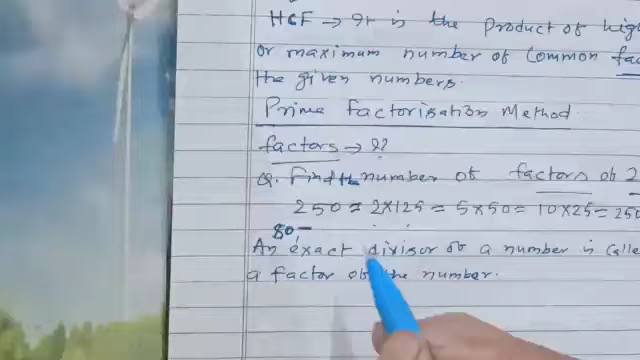 HCF → It is the product of hig
or maximum number of common fac
the given numbers.
Prime Factorisation Method
factors → ??
Q. Find the number of factors of 2
250 = 2×125 = 5×50 = 10×25 = 250
80 -
An exact divisor of a number is calle
a factor of the number.